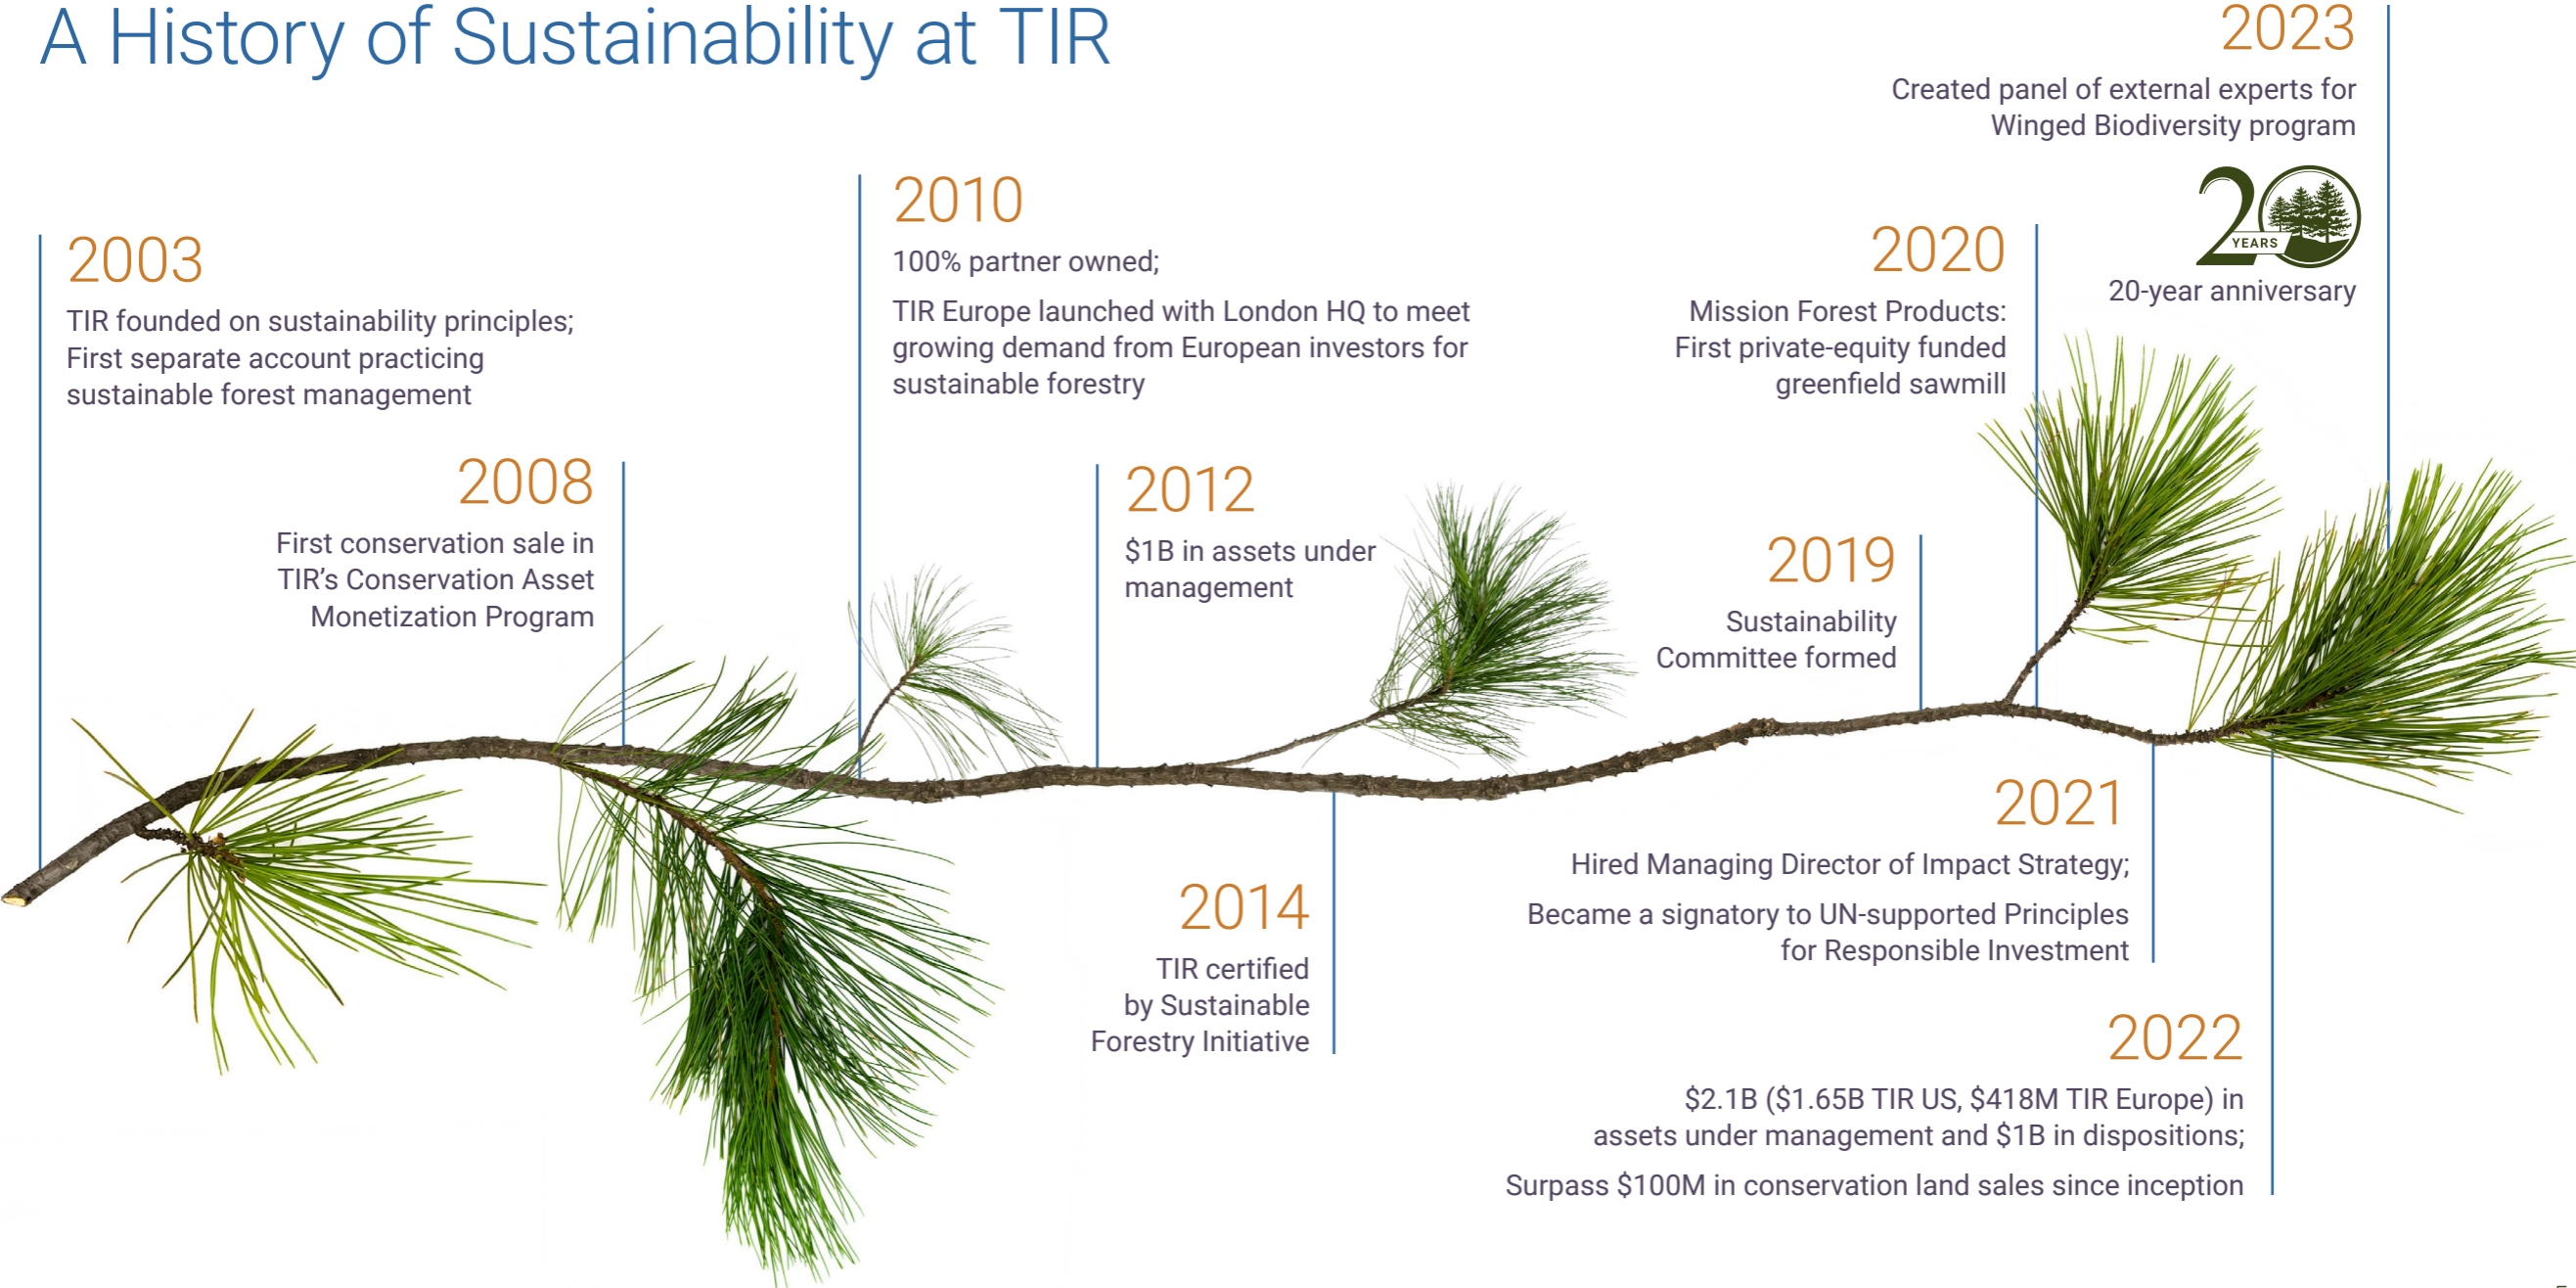 A History of Sustainability at TIR
2003
TIR founded on sustainability principles;
First separate account practicing
sustainable forest management
2008
First conservation sale in
TIR’s Conservation Asset
Monetization Program
2010
100% partner owned;
TIR Europe launched with London HQ to meet
growing demand from European investors for
sustainable forestry
2012
$1B in assets under
management
2014
TIR certified
by Sustainable
Forestry Initiative
2019
Sustainability
Committee formed
2020
Mission Forest Products:
First private-equity funded
greenfield sawmill
2021
Hired Managing Director of Impact Strategy;
Became a signatory to UN-supported Principles
for Responsible Investment
2022
$2.1B ($1.65B TIR US, $418M TIR Europe) in
assets under management and $1B in dispositions;
Surpass $100M in conservation land sales since inception
2023
Created panel of external experts for
Winged Biodiversity program
20
YEARS
20-year anniversary